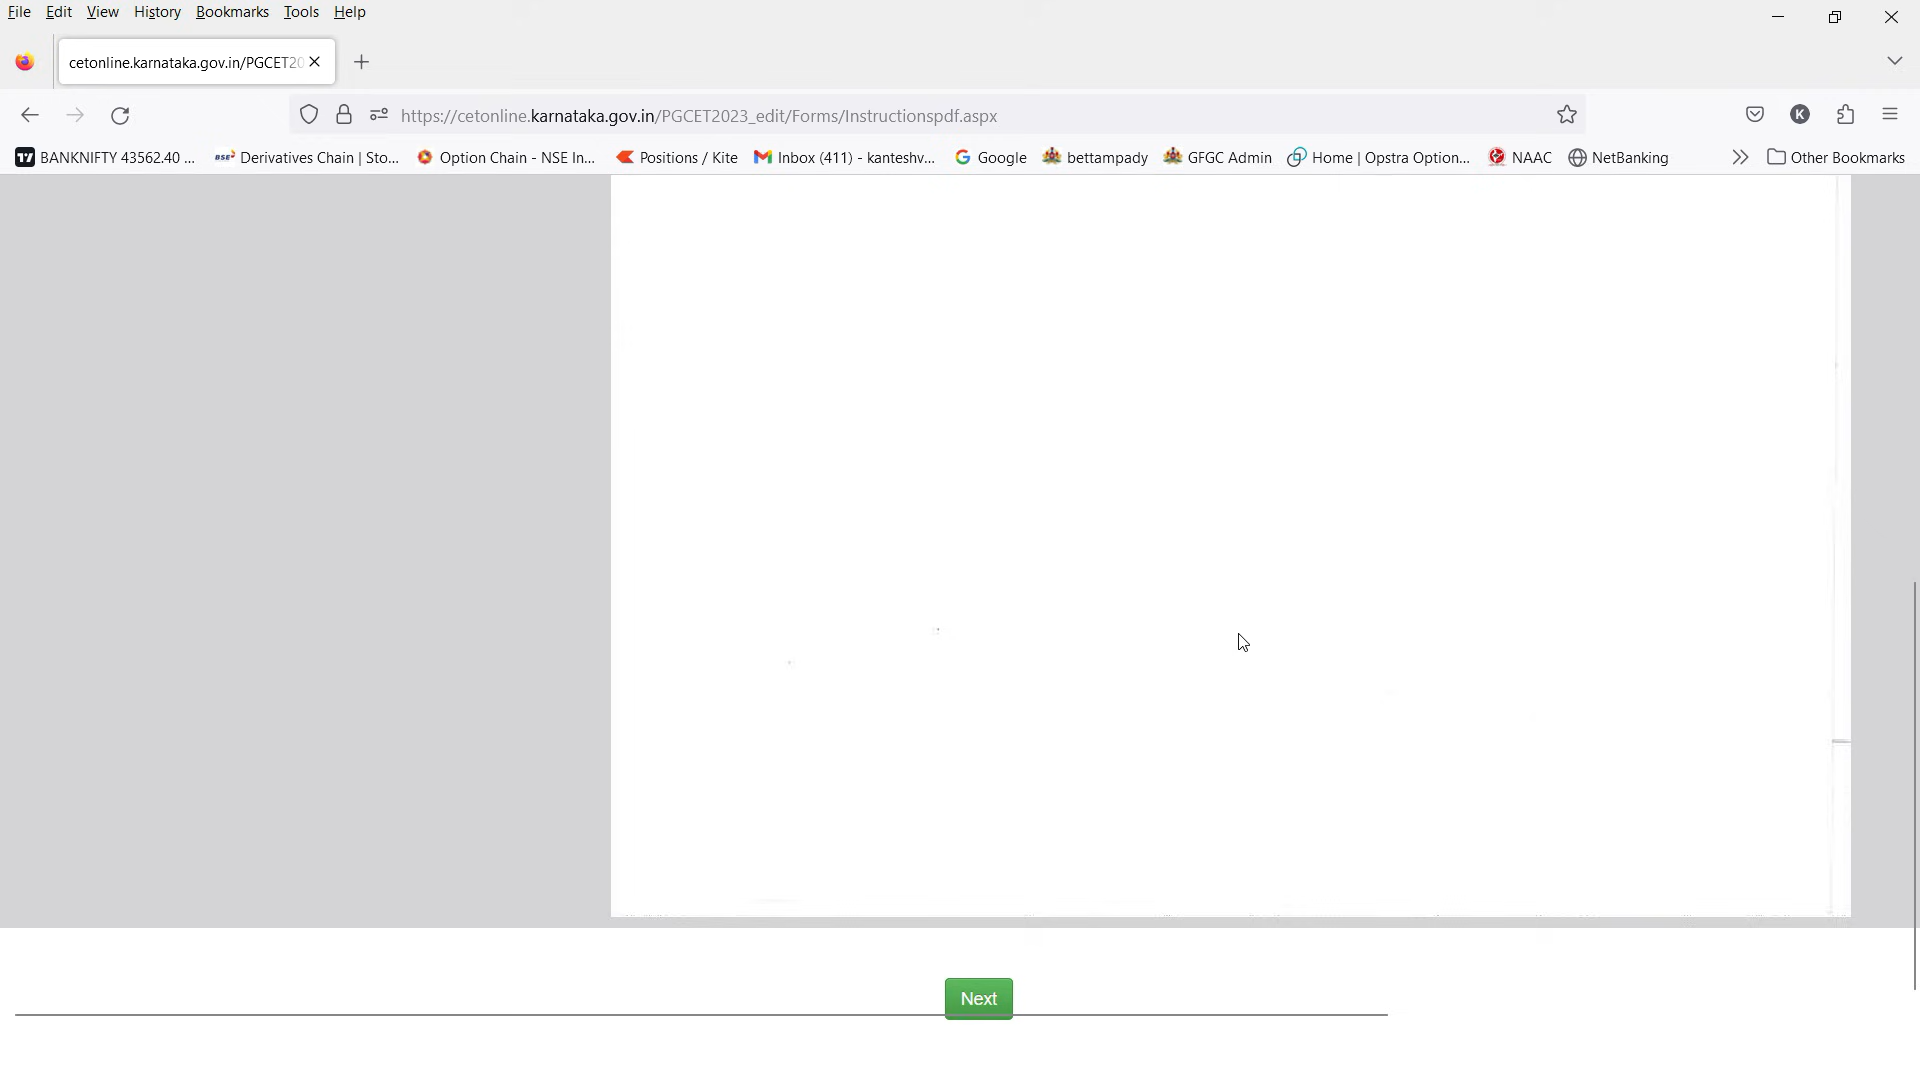 File Edit View History Bookmarks Tools Help
cetonline.karnataka.gov.in/PGCET20
https://cetonline.karnataka.gov.in/PGCET2023_edit/Forms/Instructionspdf.aspx
K
BANKNIFTY 43562.40 ... BSE Derivatives Chain | Sto... Option Chain - NSE In... Positions / Kite Inbox (411) - kanteshv... Google bettampady GFGC Admin Home | Opstra Option... NAAC NetBanking Other Bookmarks
Next